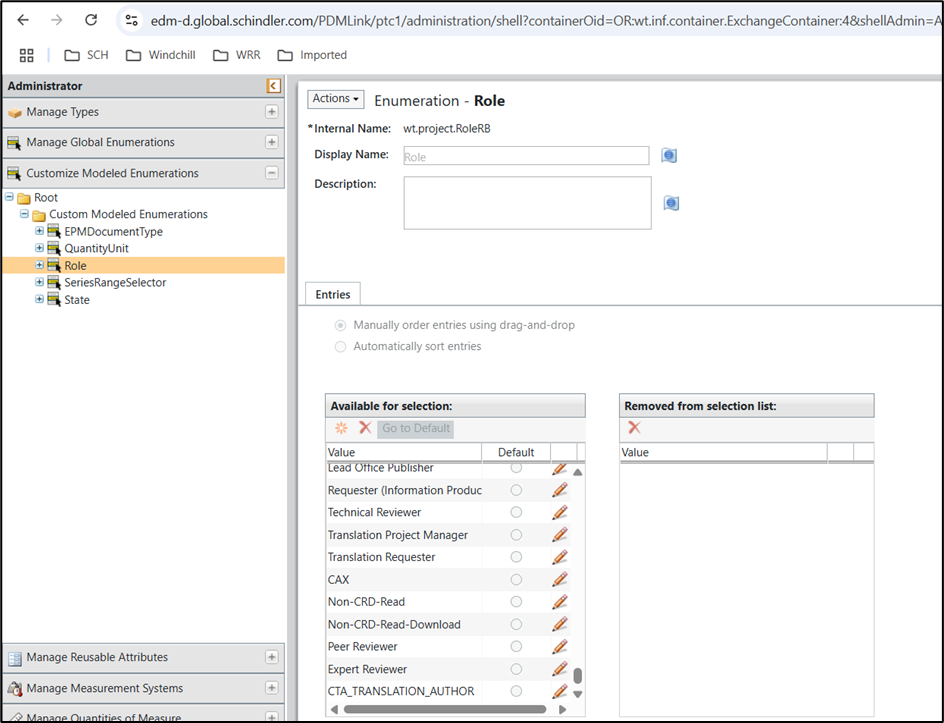 edm-d.global.schindler.com/PDMLink/ptc1/administration/shell?containerOid=OR:wt.inf.container.ExchangeContainer:4&shellAdmin=A
SCH Windchill WRR Imported
Administrator
Manage Types
Manage Global Enumerations
Customize Modeled Enumerations
Root
Custom Modeled Enumerations
EPMDocumentType
QuantityUnit
Role
SeriesRangeSelector
State
Manage Reusable Attributes
Manage Measurement Systems
Manage Quantities of Measure
Actions Enumeration - Role
*Internal Name: wt.project.RoleRB
Display Name: Role
Description:
Entries
Manually order entries using drag-and-drop
Automatically sort entries
Available for selection:
Go to Default
Value Default
Lead Office Publisher
Requester (Information Produc
Technical Reviewer
Translation Project Manager
Translation Requester
CAX
Non-CRD-Read
Non-CRD-Read-Download
Peer Reviewer
Expert Reviewer
CTA_TRANSLATION_AUTHOR
Removed from selection list:
Value